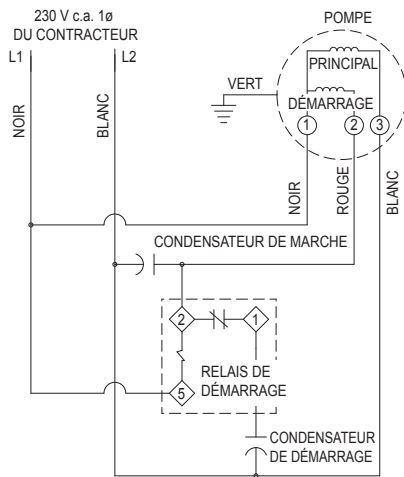 230 V c.a. 1ø
DU CONTRACTEUR
L1
L2
POMPE
PRINCIPAL
VERT
DÉMARRAGE
1
2
3
NOIR
BLANC
NOIR
ROUGE
BLANC
CONDENSATEUR DE MARCHE
2
1
RELAIS DE
DÉMARRAGE
5
CONDENSATEUR
DE DÉMARRAGE